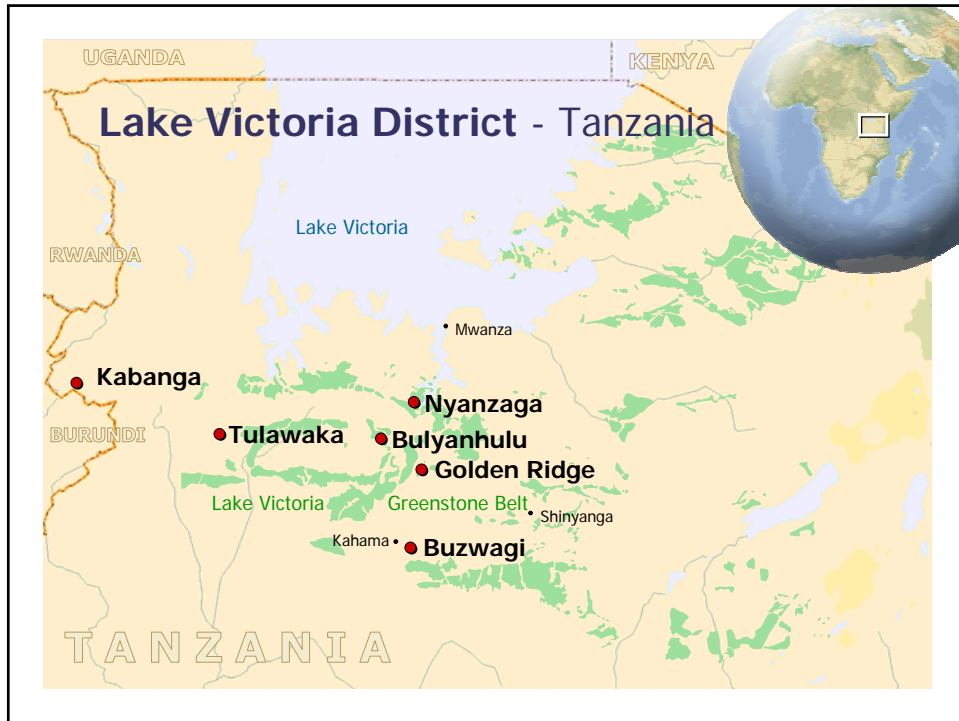 UGANDA
KENYA
Lake Victoria District - Tanzania
Lake Victoria
RWANDA
Mwanza
Kabanga
Nyanzaga
BURUNDI
Tulawaka
Bulyanhulu
Golden Ridge
Lake Victoria Greenstone Belt
Shinyanga
Kahama
Buzwagi
TANZANIA